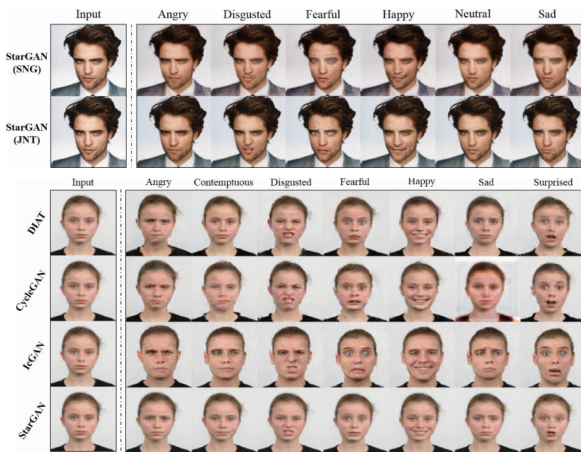 Input Angry Disgusted Fearful Happy Neutral Sad
StarGAN
(SNG)
StarGAN
(JNT)
Input Angry Contemptuous Disgusted Fearful Happy Sad Surprised
DIAT
CycleGAN
IcGAN
StarGAN